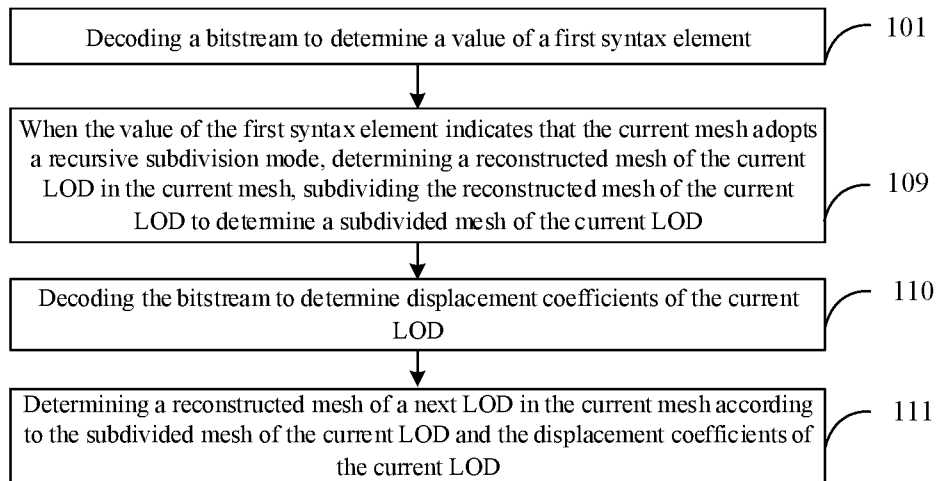 Decoding a bitstream to determine a value of a first syntax element
101
When the value of the first syntax element indicates that the current mesh adopts
a recursive subdivision mode, determining a reconstructed mesh of the current
LOD in the current mesh, subdividing the reconstructed mesh of the current
LOD to determine a subdivided mesh of the current LOD
109
Decoding the bitstream to determine displacement coefficients of the current
LOD
110
Determining a reconstructed mesh of a next LOD in the current mesh according
to the subdivided mesh of the current LOD and the displacement coefficients of
the current LOD
111